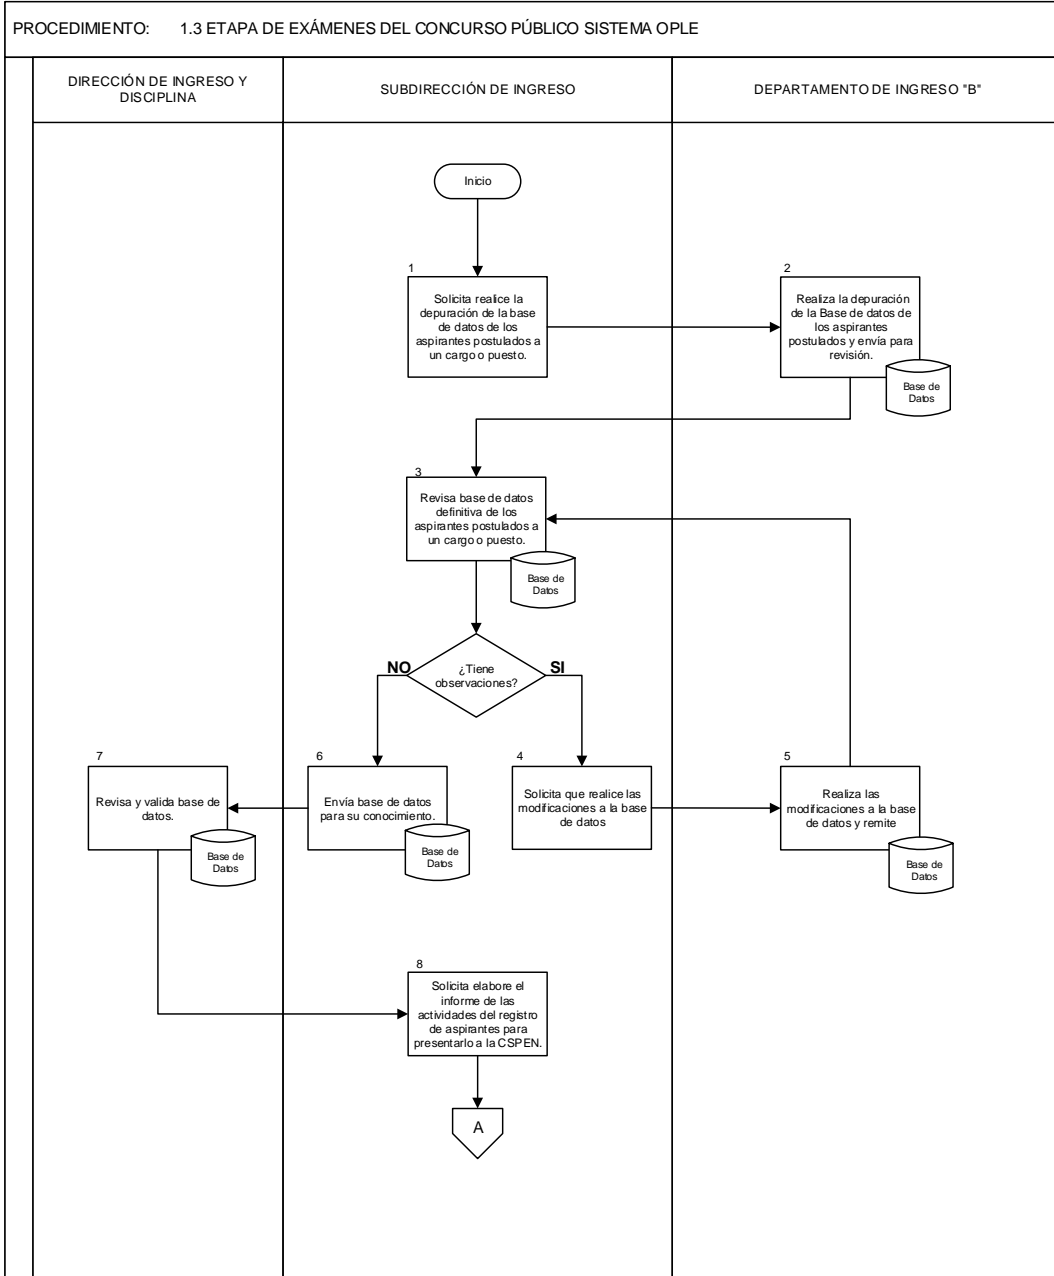 PROCEDIMIENTO: 1.3 ETAPA DE EXÁMENES DEL CONCURSO PÚBLICO SISTEMA OPLE
DIRECCIÓN DE INGRESO Y
DISCIPLINA
SUBDIRECCIÓN DE INGRESO
DEPARTAMENTO DE INGRESO "B"
Inicio
1
Solicita realice la
depuración de la base
de datos de los
aspirantes postulados a
un cargo o puesto.
2
Realiza la depuración
de la Base de datos de
los aspirantes
postulados y envía para
revisión.
Base de
Datos
3
Revisa base de datos
definitiva de los
aspirantes postulados a
un cargo o puesto.
Base de
Datos
¿Tiene
observaciones?
NO
SI
7
Revisa y valida base de
datos.
Base de
Datos
6
Envía base de datos
para su conocimiento.
Base de
Datos
4
Solicita que realice las
modificaciones a la base
de datos
5
Realiza las
modificaciones a la base
de datos y remite
Base de
Datos
8
Solicita elabore el
informe de las
actividades del registro
de aspirantes para
presentarlo a la CSPEN.
A